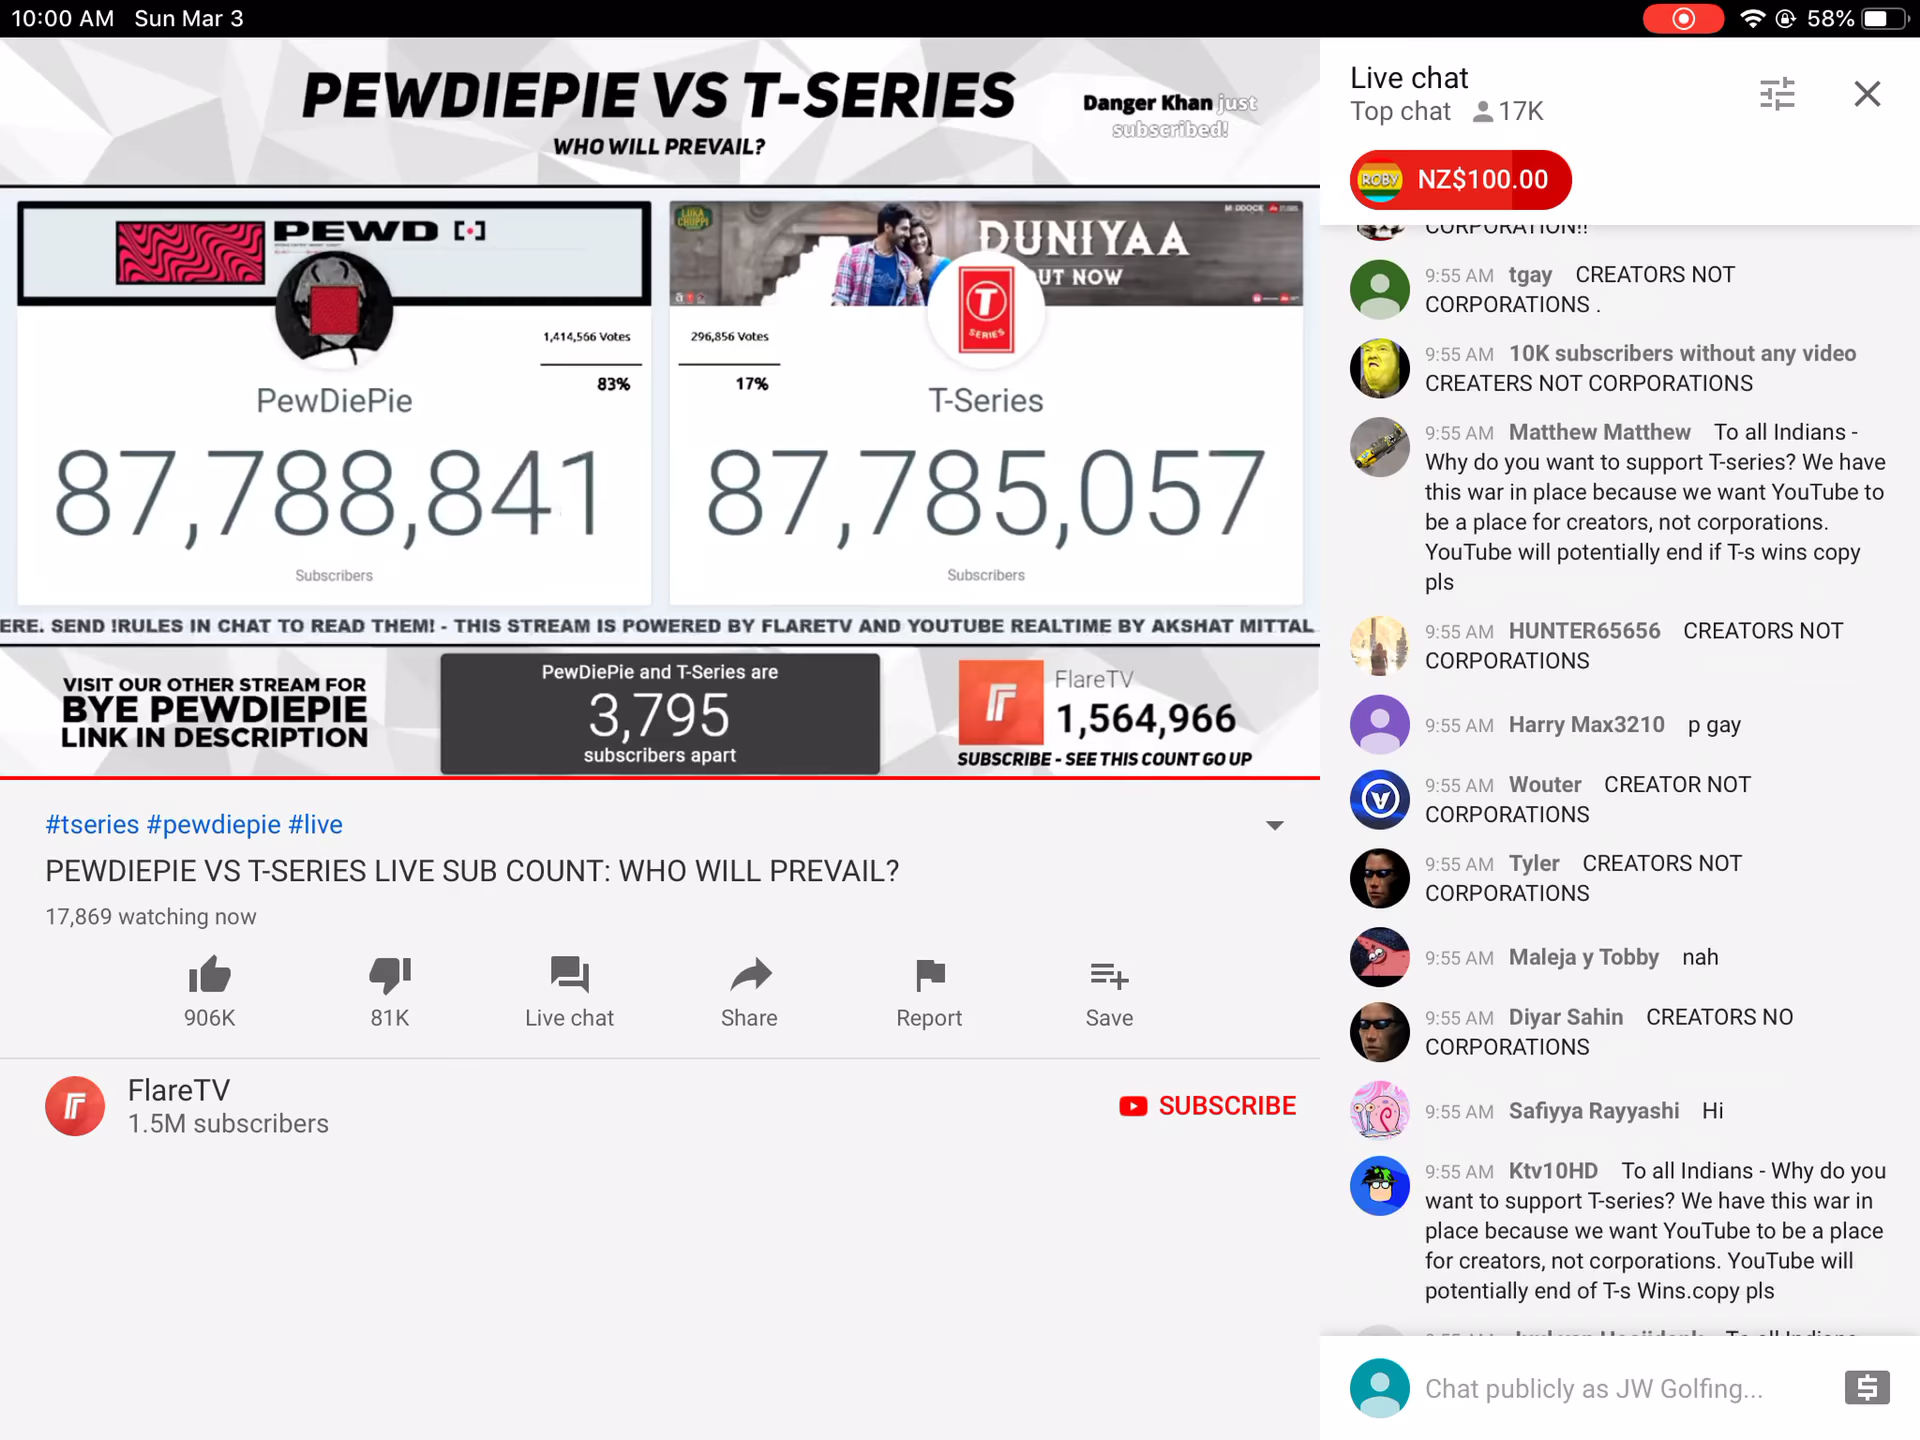 10:00 AM Sun Mar 3
58%
PEWDIEPIE VS T-SERIES
WHO WILL PREVAIL?
Danger Khan just
subscribed!
PEWD
1,414,566 Votes
83%
PewDiePie
87,788,841
Subscribers
LUKA
CHUPPI
MADDOCK
DUNIYAA
OUT NOW
T
SERIES
296,856 Votes
17%
T-Series
87,785,057
Subscribers
ERE. SEND !RULES IN CHAT TO READ THEM! - THIS STREAM IS POWERED BY FLARETV AND YOUTUBE REALTIME BY AKSHAT MITTAL
VISIT OUR OTHER STREAM FOR
BYE PEWDIEPIE
LINK IN DESCRIPTION
PewDiePie and T-Series are
3,795
subscribers apart
FlareTV
1,564,966
SUBSCRIBE - SEE THIS COUNT GO UP
#tseries #pewdiepie #live
PEWDIEPIE VS T-SERIES LIVE SUB COUNT: WHO WILL PREVAIL?
17,869 watching now
906K
81K
Live chat
Share
Report
Save
FlareTV
1.5M subscribers
SUBSCRIBE
Live chat
Top chat 17K
ROBY NZ$100.00
CORPORATION!!
9:55 AM tgay CREATORS NOT
CORPORATIONS .
9:55 AM 10K subscribers without any video
CREATERS NOT CORPORATIONS
9:55 AM Matthew Matthew To all Indians -
Why do you want to support T-series? We have
this war in place because we want YouTube to
be a place for creators, not corporations.
YouTube will potentially end if T-s wins copy
pls
9:55 AM HUNTER65656 CREATORS NOT
CORPORATIONS
9:55 AM Harry Max3210 p gay
9:55 AM Wouter CREATOR NOT
CORPORATIONS
9:55 AM Tyler CREATORS NOT
CORPORATIONS
9:55 AM Maleja y Tobby nah
9:55 AM Diyar Sahin CREATORS NO
CORPORATIONS
9:55 AM Safiyya Rayyashi Hi
9:55 AM Ktv10HD To all Indians - Why do you
want to support T-series? We have this war in
place because we want YouTube to be a place
for creators, not corporations. YouTube will
potentially end of T-s Wins.copy pls
To all Indians
Chat publicly as JW Golfing...